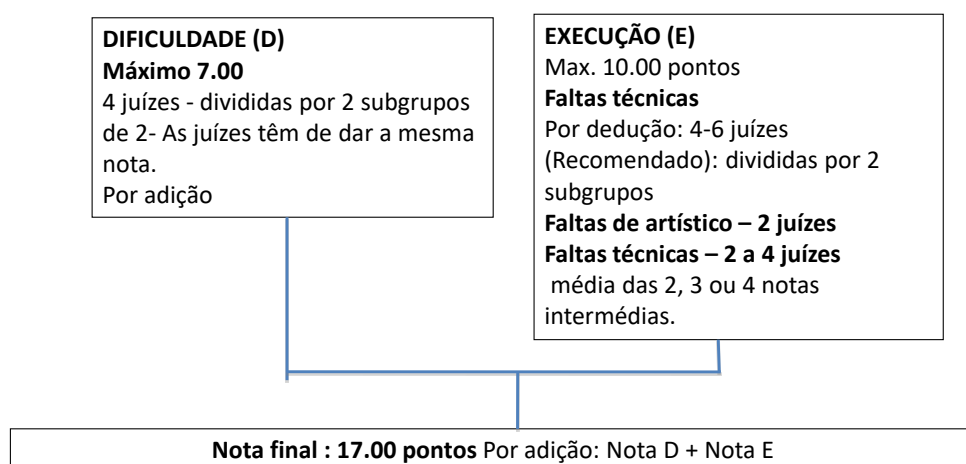 DIFICULDADE (D)
Máximo 7.00
4 juízes - divididas por 2 subgrupos
de 2- As juízes têm de dar a mesma
nota.
Por adição
EXECUÇÃO (E)
Max. 10.00 pontos
Faltas técnicas
Por dedução: 4-6 juízes
(Recomendado): divididas por 2
subgrupos
Faltas de artístico – 2 juízes
Faltas técnicas – 2 a 4 juízes
média das 2, 3 ou 4 notas
intermédias.
Nota final : 17.00 pontos Por adição: Nota D + Nota E